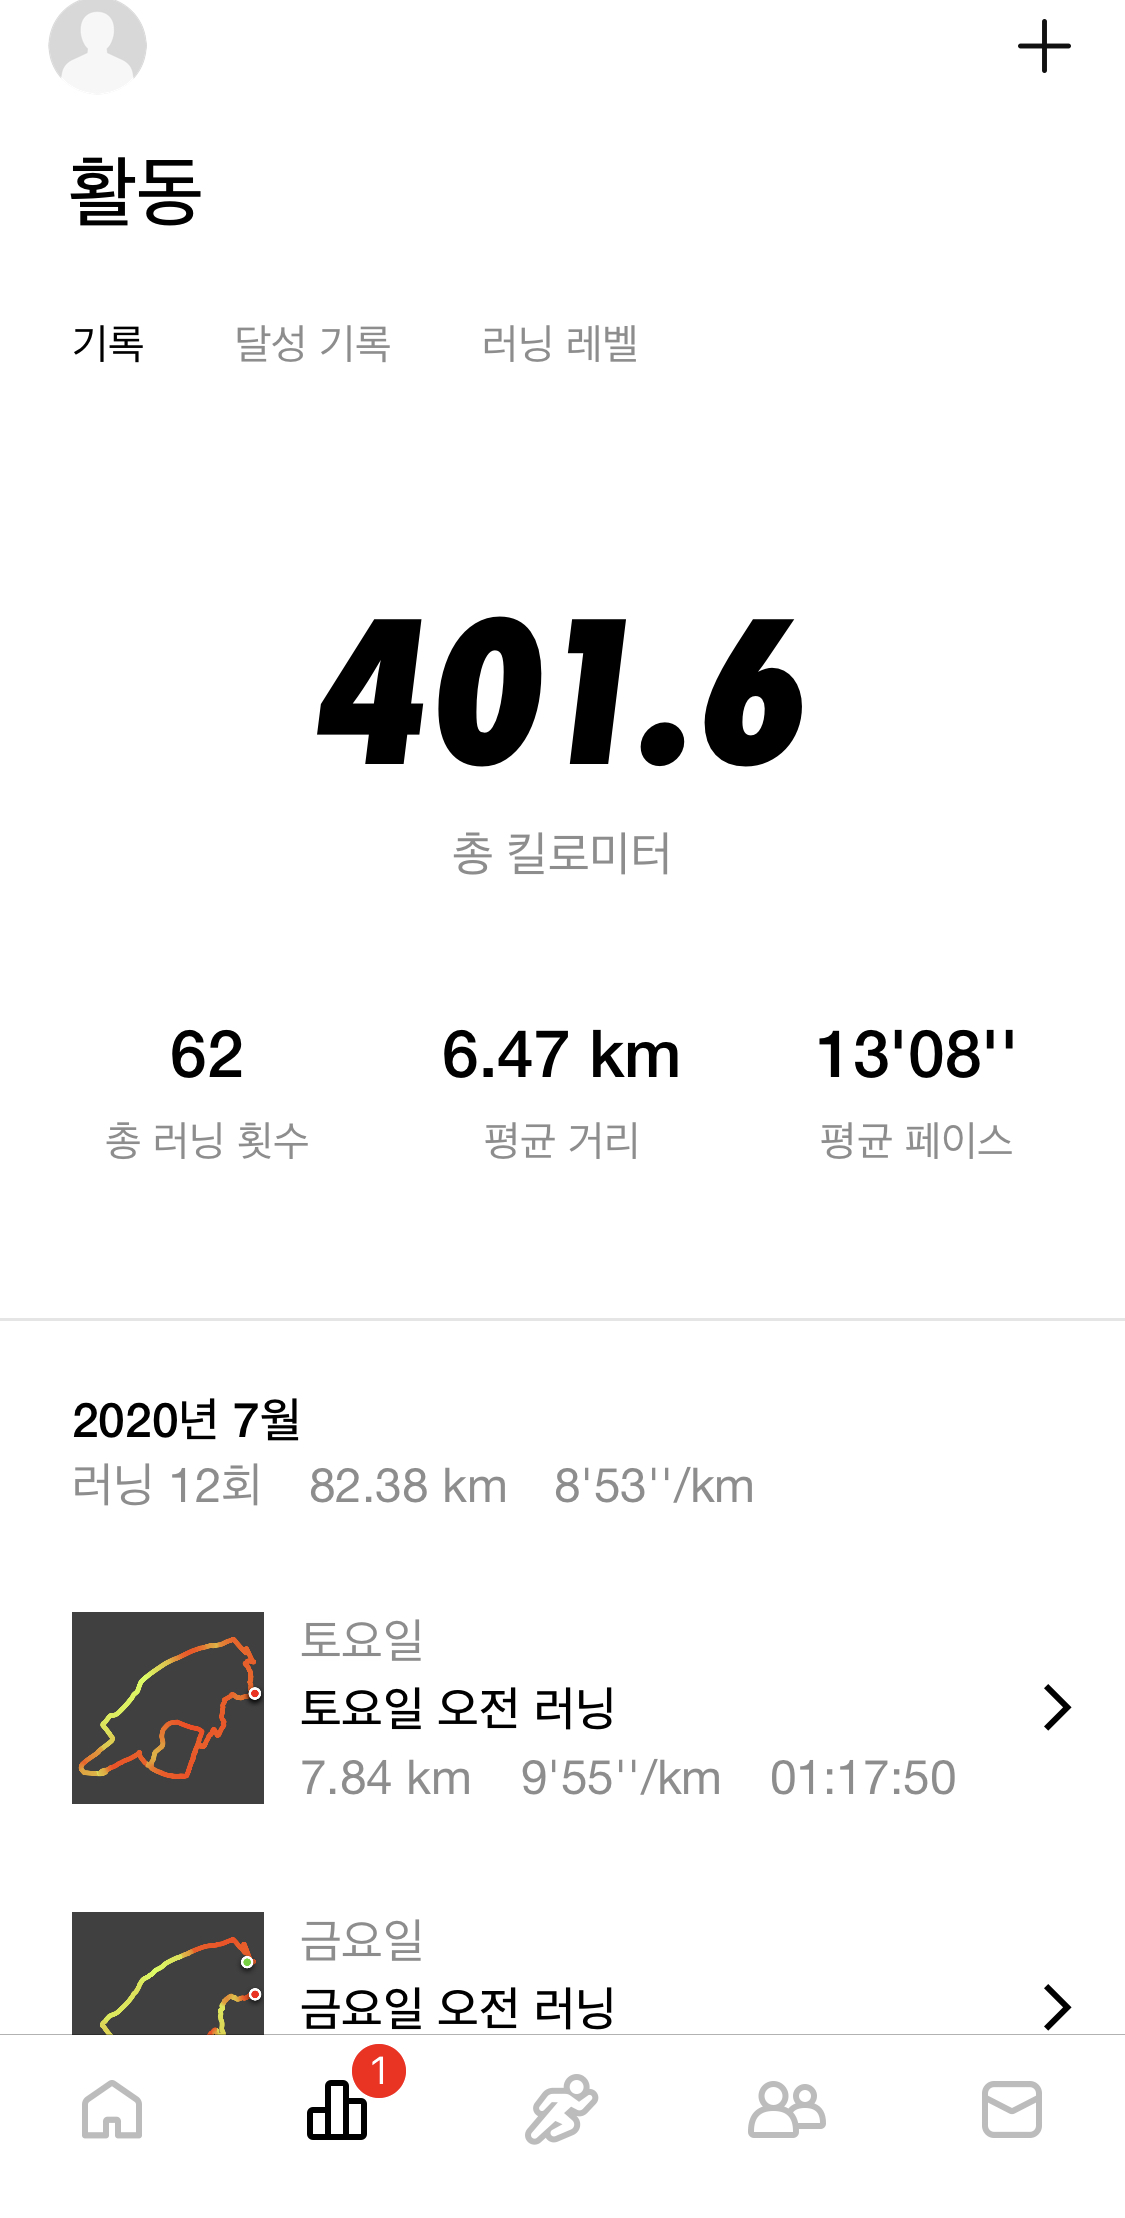 활동
기록 달성 기록 러닝 레벨
401.6
총 킬로미터
62 6.47 km 13'08''
총 러닝 횟수 평균 거리 평균 페이스
2020년 7월
러닝 12회 82.38 km 8'53''/km
토요일
토요일 오전 러닝
7.84 km 9'55''/km 01:17:50
금요일
금요일 오전 러닝
1